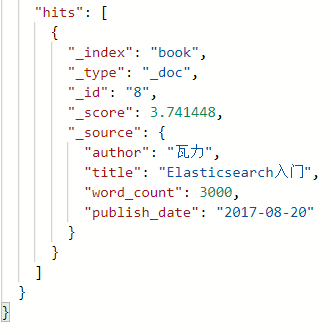 "hits": [
{
"_index": "book",
"_type": "_doc",
"_id": "8",
"_score": 3.741448,
"_source": {
"author": "瓦力",
"title": "Elasticsearch入门",
"word_count": 3000,
"publish_date": "2017-08-20"
}
}
]
}
}